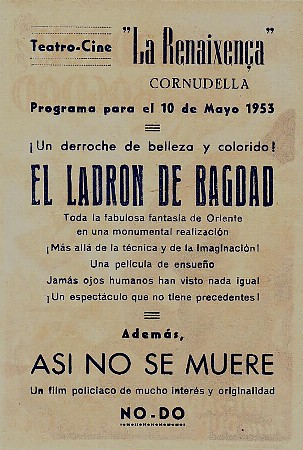 Teatro-Cine "La Renaixença"
CORNUDELLA
Programa para el 10 de Mayo 1953
¡Un derroche de belleza y colorido!
EL LADRON DE BAGDAD
Toda la fabulosa fantasía de Oriente
en una monumental realización
¡Más allá de la técnica y de la imaginación!
Una película de ensueño
Jamás ojos humanos han visto nada igual
¡Un espectáculo que no tiene precedentes!
Además,
ASI NO SE MUERE
Un film policiaco de mucho interés y originalidad
NO-DO